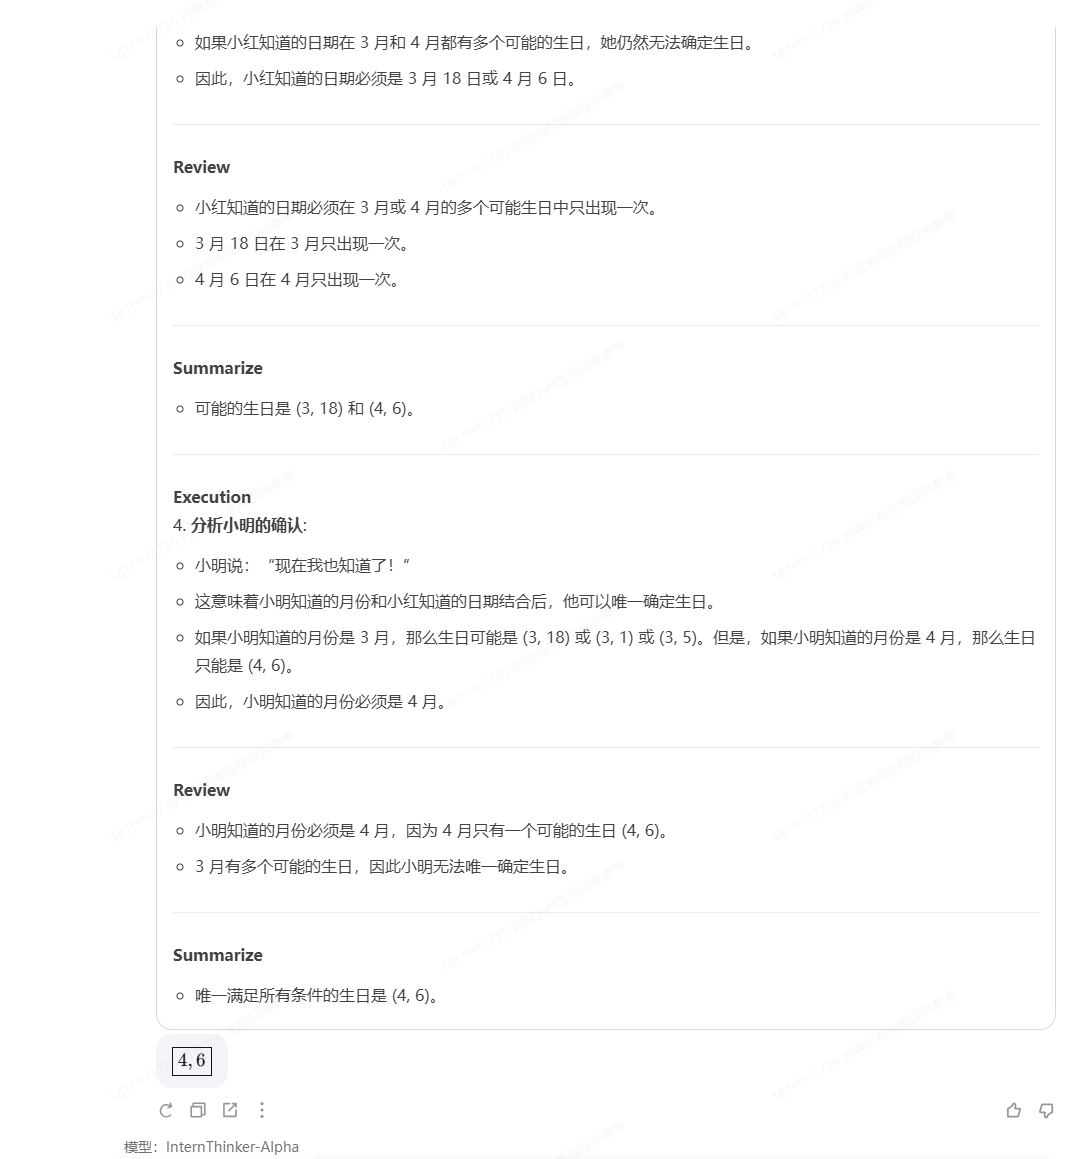 如果小红知道的日期在 3 月和 4 月都有多个可能的生日，她仍然无法确定生日。
因此，小红知道的日期必须是 3 月 18 日或 4 月 6 日。
Review
小红知道的日期必须在 3 月或 4 月的多个可能生日中只出现一次。
3 月 18 日在 3 月只出现一次。
4 月 6 日在 4 月只出现一次。
Summarize
可能的生日是 (3, 18) 和 (4, 6)。
Execution
4. 分析小明的确认:
小明说：“现在我也知道了！”
这意味着小明知道的月份和小红知道的日期结合后，他可以唯一确定生日。
如果小明知道的月份是 3 月，那么生日可能是 (3, 18) 或 (3, 1) 或 (3, 5)。但是，如果小明知道的月份是 4 月，那么生日
只能是 (4, 6)。
因此，小明知道的月份必须是 4 月。
Review
小明知道的月份必须是 4 月，因为 4 月只有一个可能的生日 (4, 6)。
3 月有多个可能的生日，因此小明无法唯一确定生日。
Summarize
唯一满足所有条件的生日是 (4, 6)。
4, 6
模型：InternThinker-Alpha